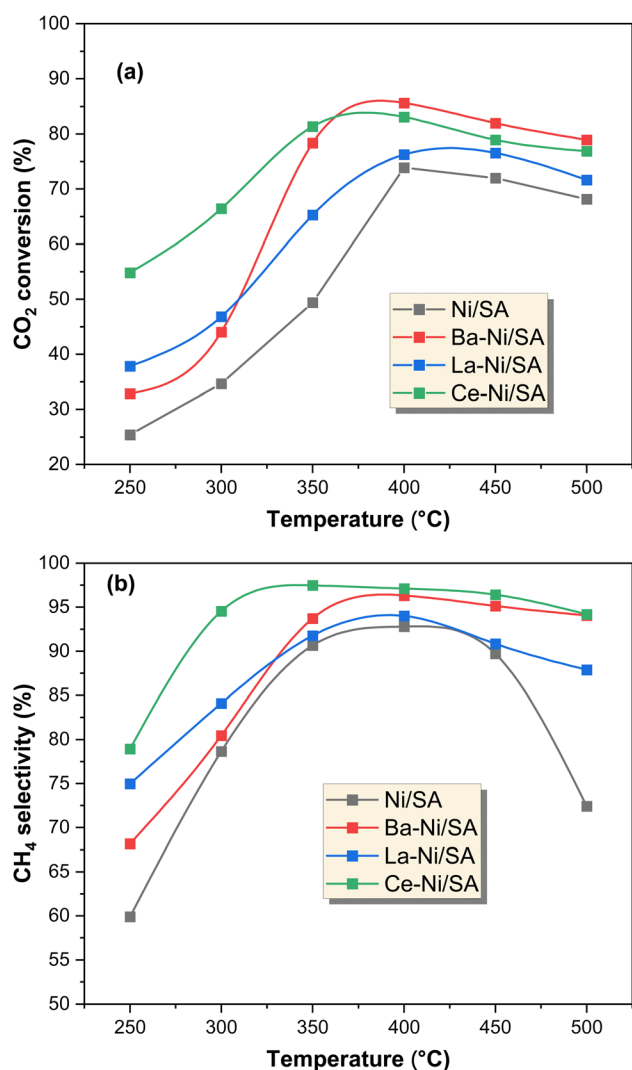 100
90
80
70
60
50
40
30
20
CO₂ conversion (%)
(a)
Ni/SA
Ba-Ni/SA
La-Ni/SA
Ce-Ni/SA
250 300 350 400 450 500
Temperature (°C)
100
95
90
85
80
75
70
65
60
55
50
CH₄ selectivity (%)
(b)
Ni/SA
Ba-Ni/SA
La-Ni/SA
Ce-Ni/SA
250 300 350 400 450 500
Temperature (°C)